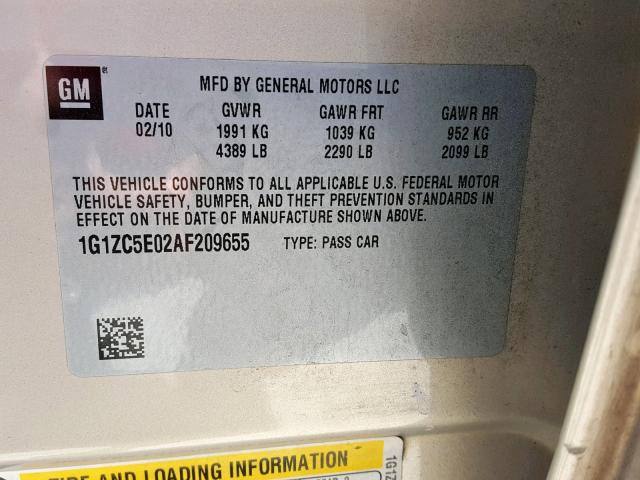 GM
MFD BY GENERAL MOTORS LLC
DATE GVWR GAWR FRT GAWR RR
02/10 1991 KG 1039 KG 952 KG
4389 LB 2290 LB 2099 LB
THIS VEHICLE CONFORMS TO ALL APPLICABLE U.S. FEDERAL MOTOR
VEHICLE SAFETY, BUMPER, AND THEFT PREVENTION STANDARDS IN
EFFECT ON THE DATE OF MANUFACTURE SHOWN ABOVE.
1G1ZC5E02AF209655 TYPE: PASS CAR
TIRE AND LOADING INFORMATION
1G1Z